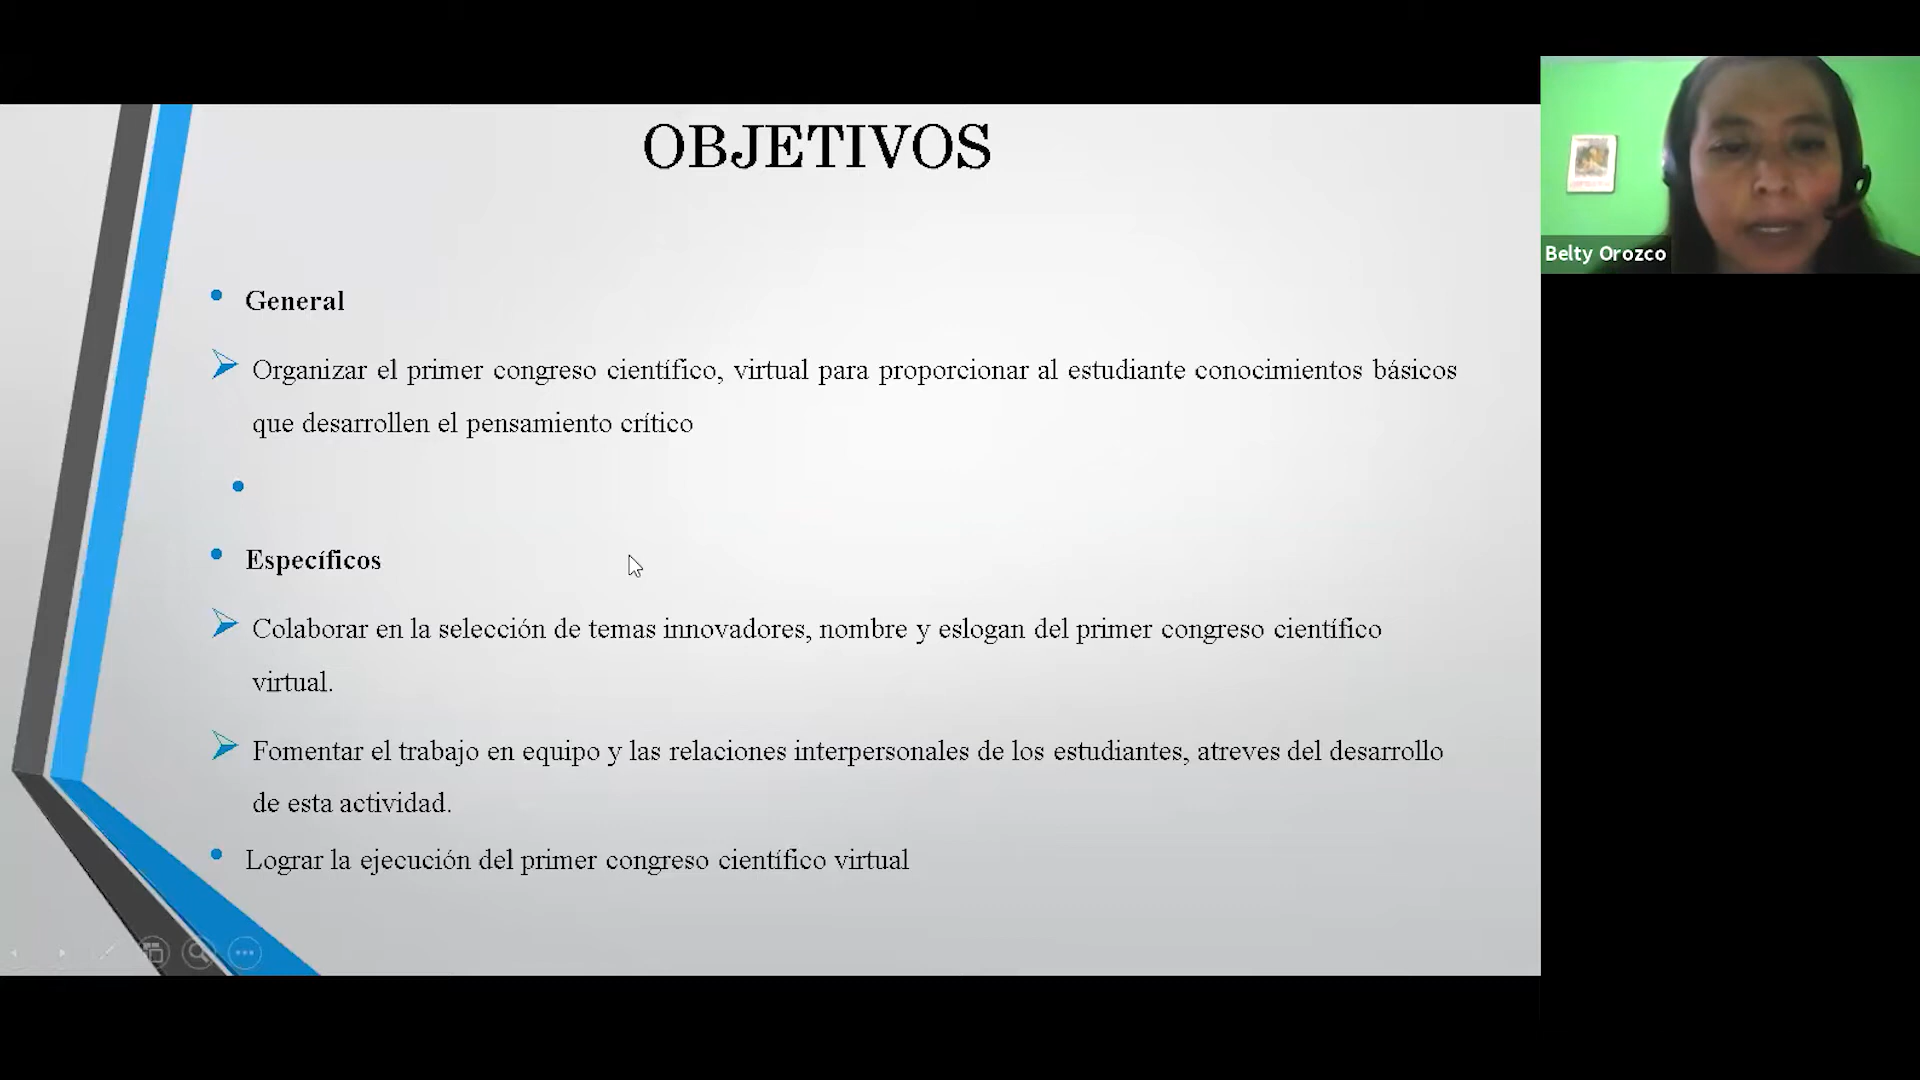 OBJETIVOS
General
Organizar el primer congreso científico, virtual para proporcionar al estudiante conocimientos básicos
que desarrollen el pensamiento crítico
Específicos
Colaborar en la selección de temas innovadores, nombre y eslogan del primer congreso científico
virtual.
Fomentar el trabajo en equipo y las relaciones interpersonales de los estudiantes, atreves del desarrollo
de esta actividad.
Lograr la ejecución del primer congreso científico virtual
Belty Orozco